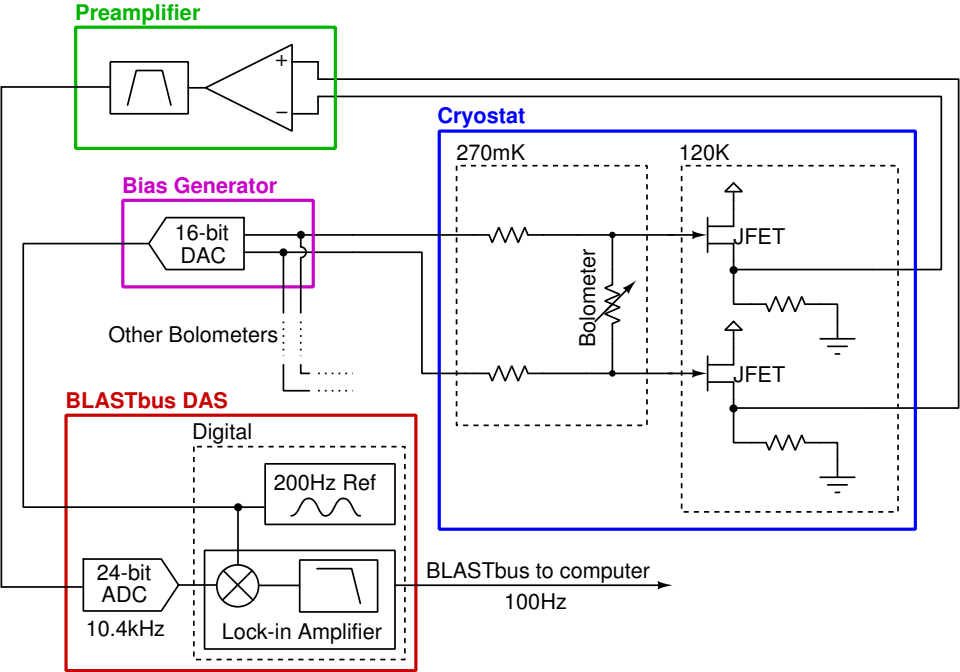 Preamplifier
+
−
Cryostat
270mK
120K
Bias Generator
16-bit
DAC
JFET
Bolometer
Other Bolometers
JFET
BLASTbus DAS
Digital
200Hz Ref
24-bit
ADC
10.4kHz
Lock-in Amplifier
BLASTbus to computer
100Hz